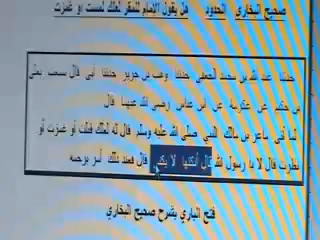 صحيح البخاري الحدود هل يقول الإمام للمقر لعلك لمست أو غمزت
حدثنا عبد الله بن محمد الجعفي حدثنا وهب بن جرير حدثنا أبي قال سمعت يعلى
بن حكيم عن عكرمة عن ابن عباس رضي الله عنهما قال
لما أتى ماعز بن مالك النبي صلى الله عليه وسلم قال له لعلك قبلت أو غمزت أو
نظرت قال لا يا رسول الله قال أنكتها لا يكني قال فعند ذلك أمر برجمه
فتح الباري بشرح صحيح البخاري